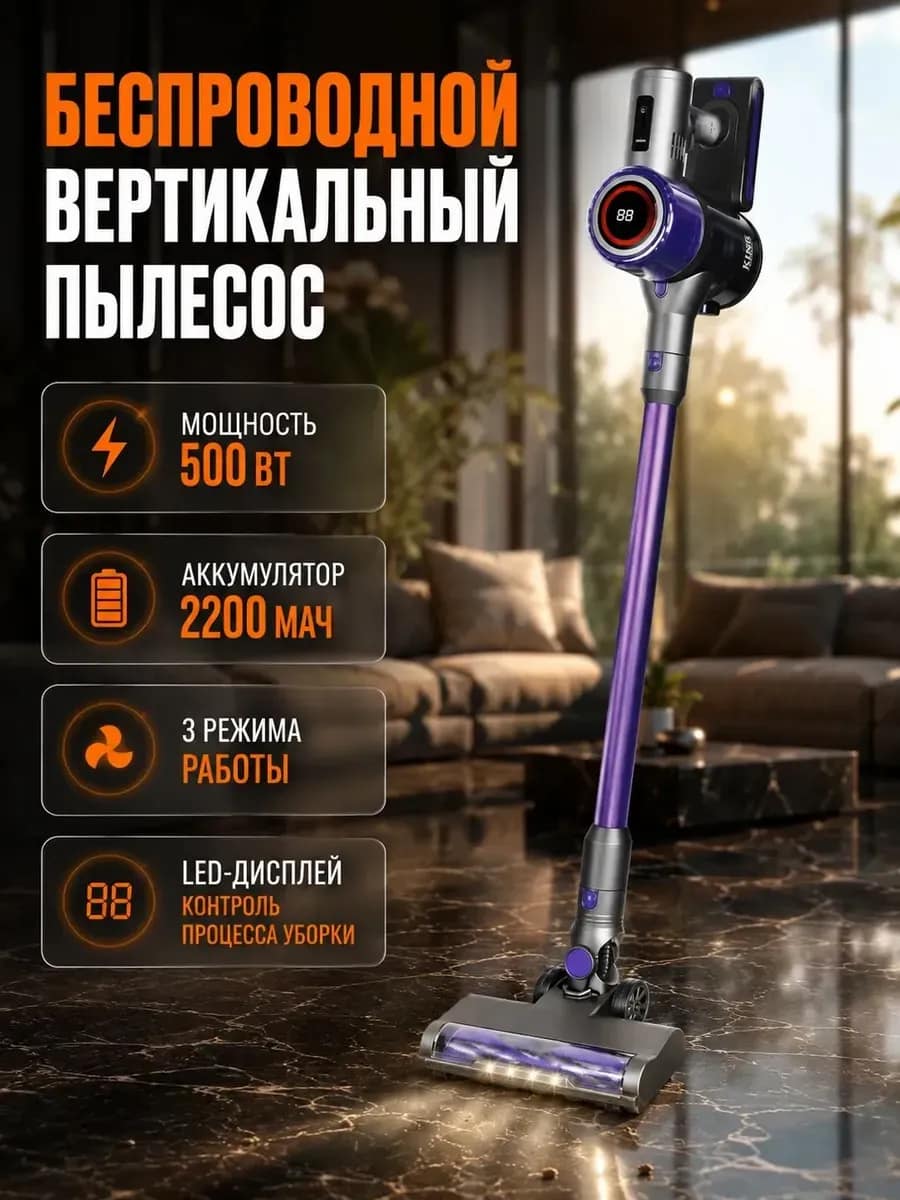 БЕСПРОВОДНОЙ
ВЕРТИКАЛЬНЫЙ
ПЫЛЕСОС
МОЩНОСТЬ
500 ВТ
АККУМУЛЯТОР
2200 МАЧ
3 РЕЖИМА
РАБОТЫ
88
LED-ДИСПЛЕЙ
КОНТРОЛЬ
ПРОЦЕССА УБОРКИ
88
KING